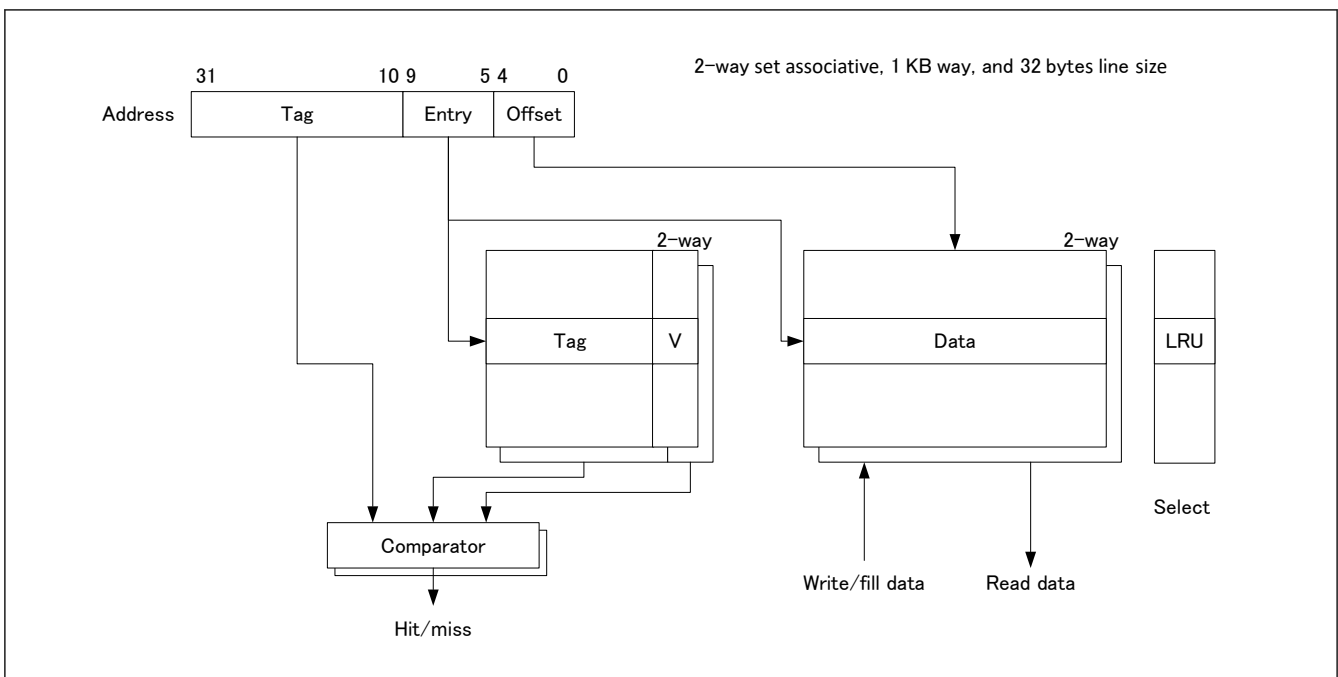 2-way set associative, 1 KB way, and 32 bytes line size
31 10 9 5 4 0
Address Tag Entry Offset
2-way 2-way
Tag V Data LRU
Select
Comparator
Write/fill data Read data
Hit/miss